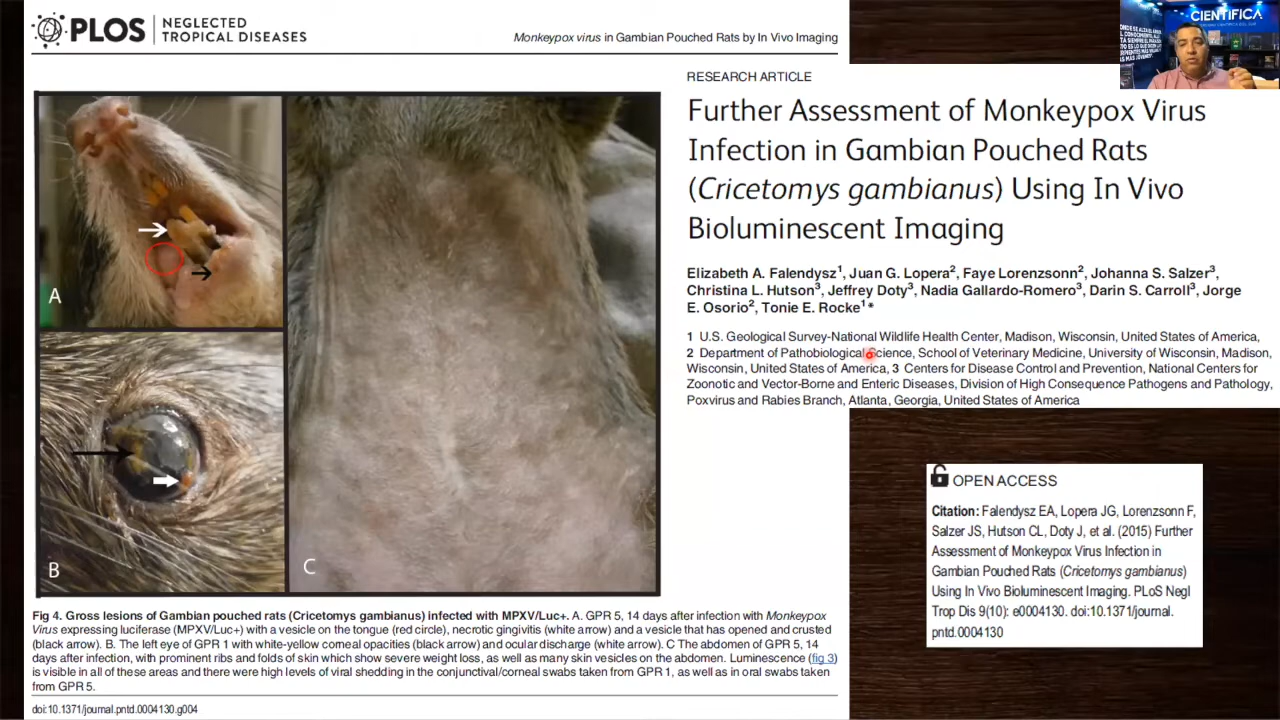 PLOS | NEGLECTED TROPICAL DISEASES
Monkeypox virus in Gambian Pouched Rats by In Vivo Imaging
A
B
C
Fig 4. Gross lesions of Gambian pouched rats (Cricetomys gambianus) infected with MPXV/Luc+. A. GPR 5, 14 days after infection with Monkeypox
Virus expressing luciferase (MPXV/Luc+) with a vesicle on the tongue (red circle), necrotic gingivitis (white arrow) and a vesicle that has opened and crusted
(black arrow). B. The left eye of GPR 1 with white-yellow corneal opacities (black arrow) and ocular discharge (white arrow). C The abdomen of GPR 5, 14
days after infection, with prominent ribs and folds of skin which show severe weight loss, as well as many skin vesicles on the abdomen. Luminescence (fig 3)
is visible in all of these areas and there were high levels of viral shedding in the conjunctival/corneal swabs taken from GPR 1, as well as in oral swabs taken
from GPR 5.
doi:10.1371/journal.pntd.0004130.g004
RESEARCH ARTICLE
Further Assessment of Monkeypox Virus
Infection in Gambian Pouched Rats
(Cricetomys gambianus) Using In Vivo
Bioluminescent Imaging
Elizabeth A. Falendysz1, Juan G. Lopera2, Faye Lorenzsonn2, Johanna S. Salzer3,
Christina L. Hutson3, Jeffrey Doty3, Nadia Gallardo-Romero3, Darin S. Carroll3, Jorge
E. Osorio2, Tonie E. Rocke1*
1 U.S. Geological Survey-National Wildlife Health Center, Madison, Wisconsin, United States of America,
2 Department of Pathobiological Science, School of Veterinary Medicine, University of Wisconsin, Madison,
Wisconsin, United States of America, 3 Centers for Disease Control and Prevention, National Centers for
Zoonotic and Vector-Borne and Enteric Diseases, Division of High Consequence Pathogens and Pathology,
Poxvirus and Rabies Branch, Atlanta, Georgia, United States of America
OPEN ACCESS
Citation: Falendysz EA, Lopera JG, Lorenzsonn F,
Salzer JS, Hutson CL, Doty J, et al. (2015) Further
Assessment of Monkeypox Virus Infection in
Gambian Pouched Rats (Cricetomys gambianus)
Using In Vivo Bioluminescent Imaging. PLoS Negl
Trop Dis 9(10): e0004130. doi:10.1371/journal.
pntd.0004130
CIENTÍFICA